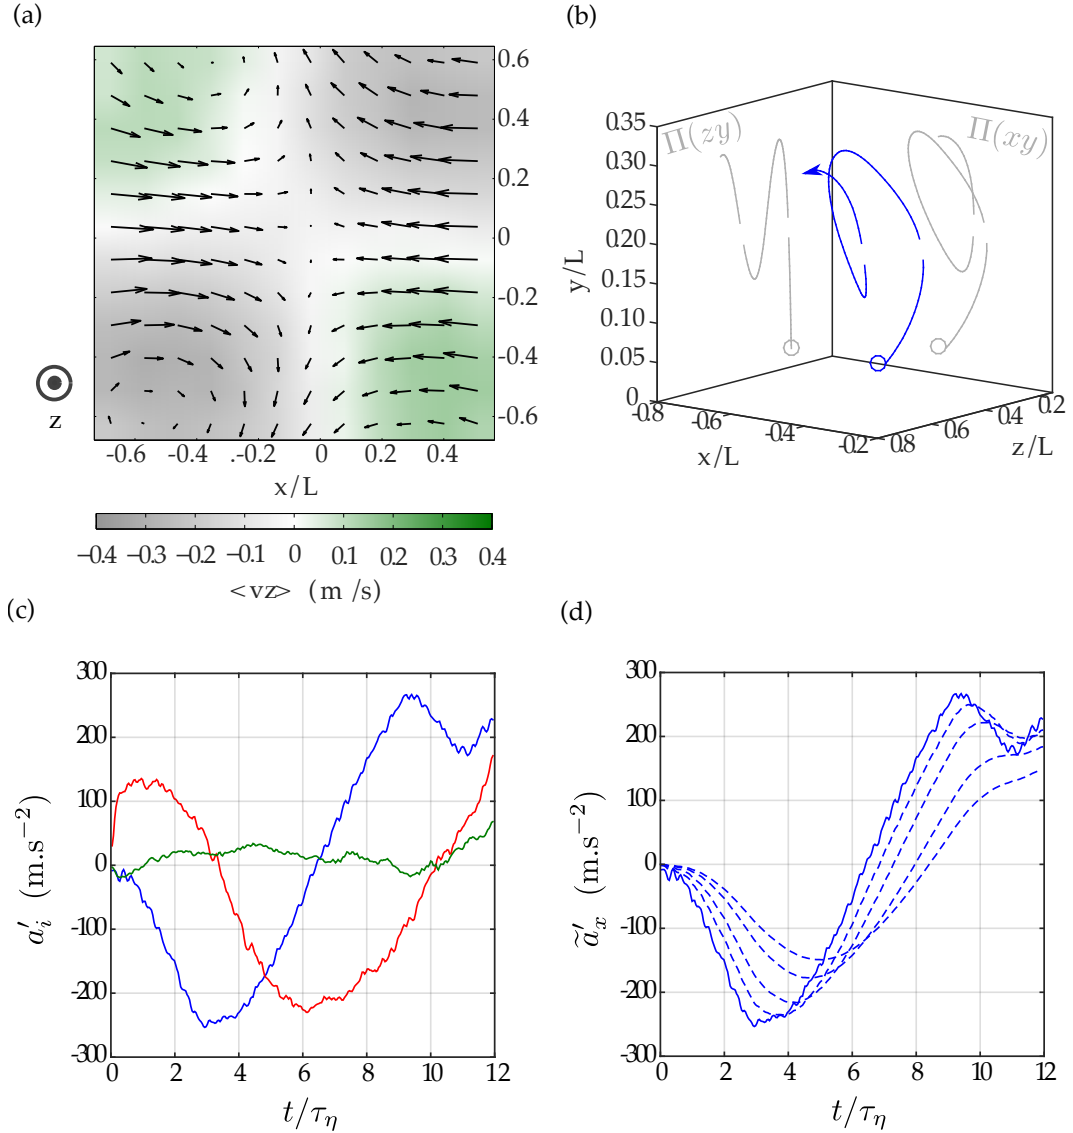 (a)
0.6
0.4
0.2
0
-0.2
-0.4
-0.6
z
-0.6 -0.4 .-0.2 0 0.2 0.4
x/L
−0.4 −0.3 −0.2 −0.1 0 0.1 0.2 0.3 0.4
<vz> (m /s)
(b)
0.35
0.30
0.25
0.20
0.15
0.10
0.05
0
y/L
Π(zy)
Π(xy)
-0.8 -0.6 -0.4 -0.2
x/L
0.8 0.6 0.4 0.2
z/L
(c)
300
200
100
0
-100
-200
-300
a′i (m.s−2)
0 2 4 6 8 10 12
t/τη
(d)
300
200
100
0
-100
-200
-300
ã′x (m.s−2)
0 2 4 6 8 10 12
t/τη